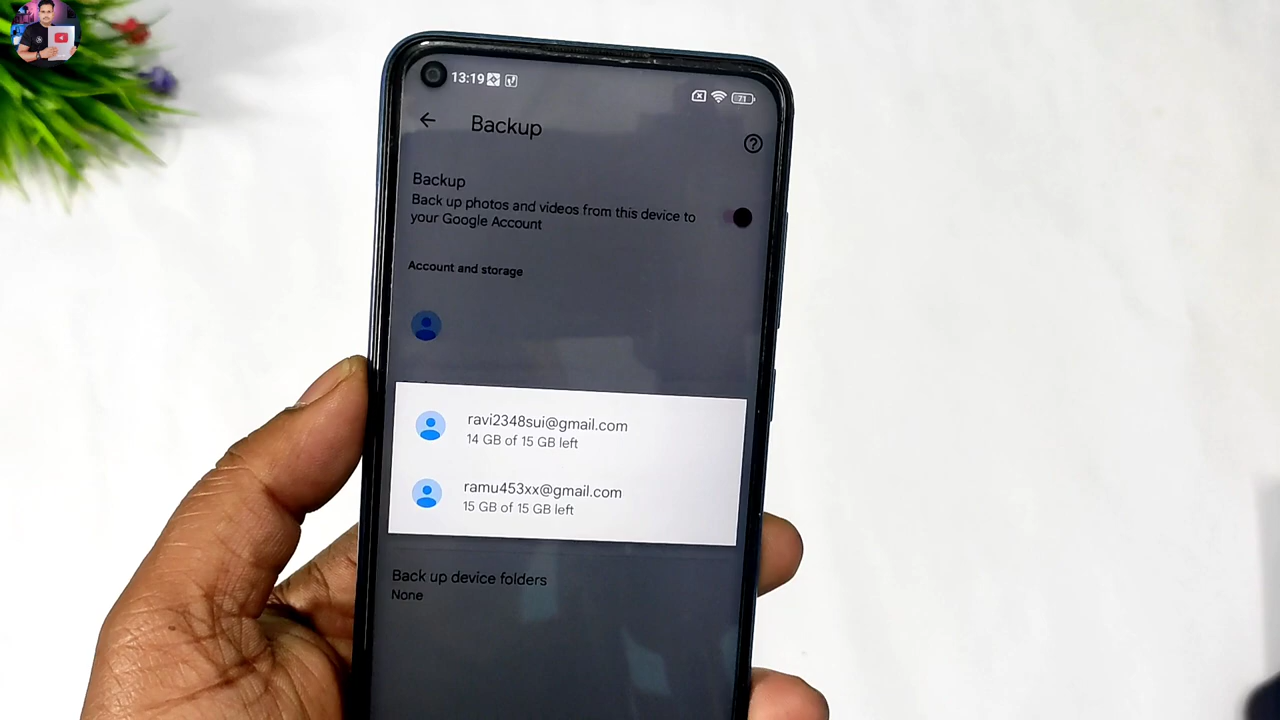 13:19
71
Backup
Backup
Back up photos and videos from this device to
your Google Account
Account and storage
ravi2348sui@gmail.com
14 GB of 15 GB left
ramu453xx@gmail.com
15 GB of 15 GB left
Back up device folders
None